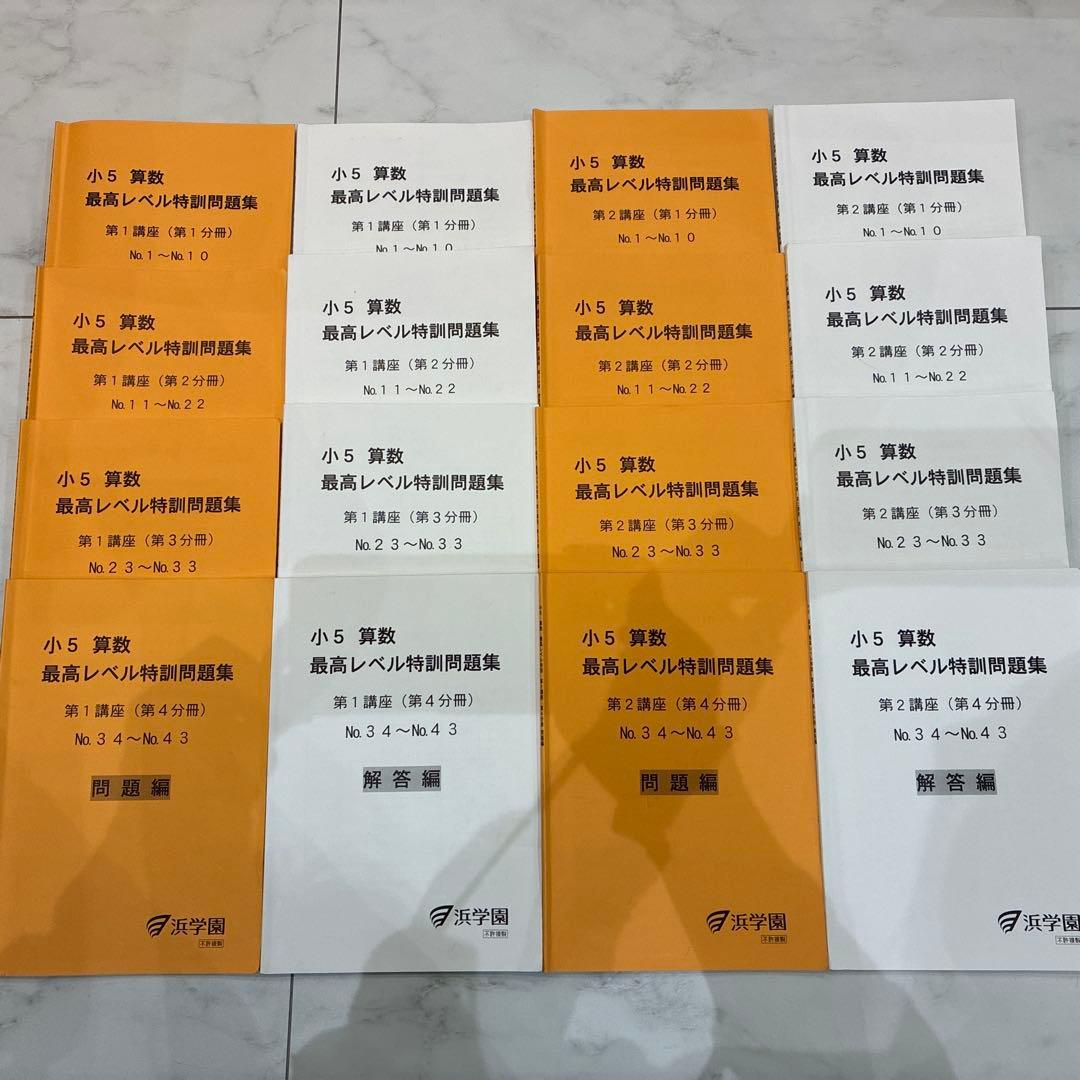 小５ 算数
最高レベル特訓問題集
第１講座（第１分冊）
No.１～No.１０
小５ 算数
最高レベル特訓問題集
第１講座（第１分冊）
No.１～No.１０
小５ 算数
最高レベル特訓問題集
第２講座（第１分冊）
No.１～No.１０
小５ 算数
最高レベル特訓問題集
第２講座（第１分冊）
No.１～No.１０
小５ 算数
最高レベル特訓問題集
第１講座（第２分冊）
No.１１～No.２２
小５ 算数
最高レベル特訓問題集
第１講座（第２分冊）
No.１１～No.２２
小５ 算数
最高レベル特訓問題集
第２講座（第２分冊）
No.１１～No.２２
小５ 算数
最高レベル特訓問題集
第２講座（第２分冊）
No.１１～No.２２
小５ 算数
最高レベル特訓問題集
第１講座（第３分冊）
No.２３～No.３３
小５ 算数
最高レベル特訓問題集
第１講座（第３分冊）
No.２３～No.３３
小５ 算数
最高レベル特訓問題集
第２講座（第３分冊）
No.２３～No.３３
小５ 算数
最高レベル特訓問題集
第２講座（第３分冊）
No.２３～No.３３
小５ 算数
最高レベル特訓問題集
第１講座（第４分冊）
No.３４～No.４３
問題編
浜学園
不許複製
小５ 算数
最高レベル特訓問題集
第１講座（第４分冊）
No.３４～No.４３
解答編
浜学園
不許複製
小５ 算数
最高レベル特訓問題集
第２講座（第４分冊）
No.３４～No.４３
問題編
浜学園
不許複製
小５ 算数
最高レベル特訓問題集
第２講座（第４分冊）
No.３４～No.４３
解答編
浜学園
不許複製